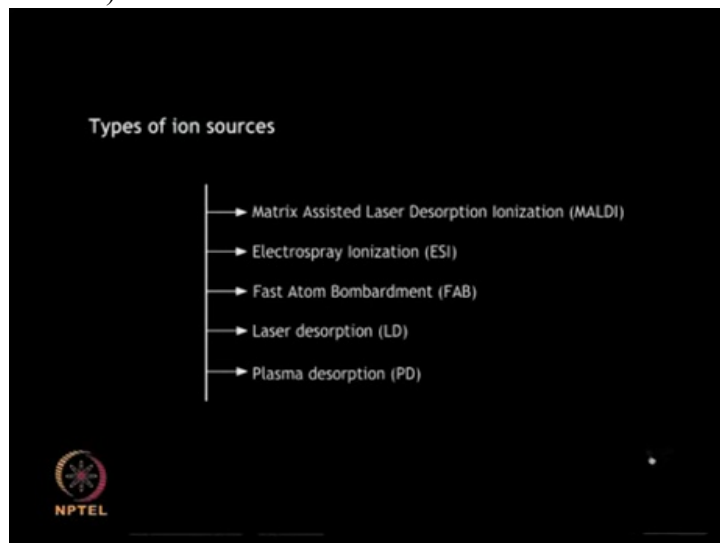 )
Types of ion sources
Matrix Assisted Laser Desorption Ionization (MALDI)
Electrospray Ionization (ESI)
Fast Atom Bombardment (FAB)
Laser desorption (LD)
Plasma desorption (PD)
NPTEL